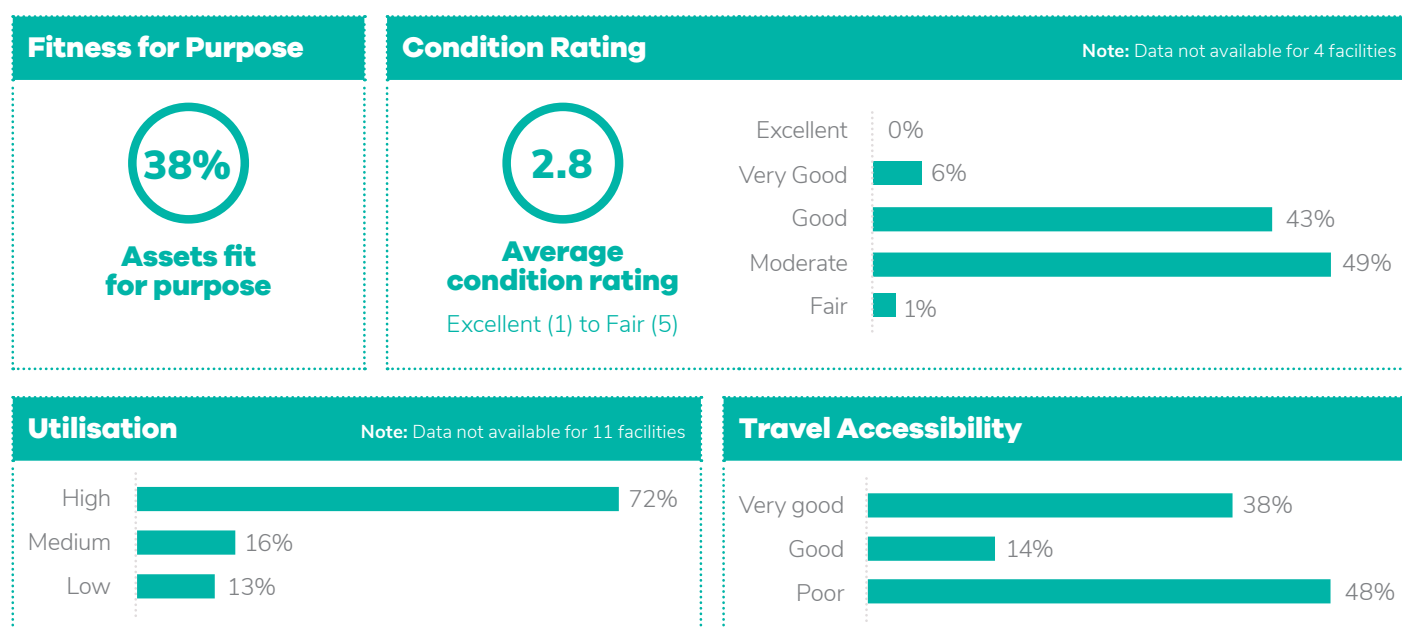 Fitness for Purpose
38%
Assets fit
for purpose
Condition Rating
Note: Data not available for 4 facilities
2.8
Average
condition rating
Excellent (1) to Fair (5)
Excellent 0%
Very Good 6%
Good 43%
Moderate 49%
Fair 1%
Utilisation
Note: Data not available for 11 facilities
High 72%
Medium 16%
Low 13%
Travel Accessibility
Very good 38%
Good 14%
Poor 48%